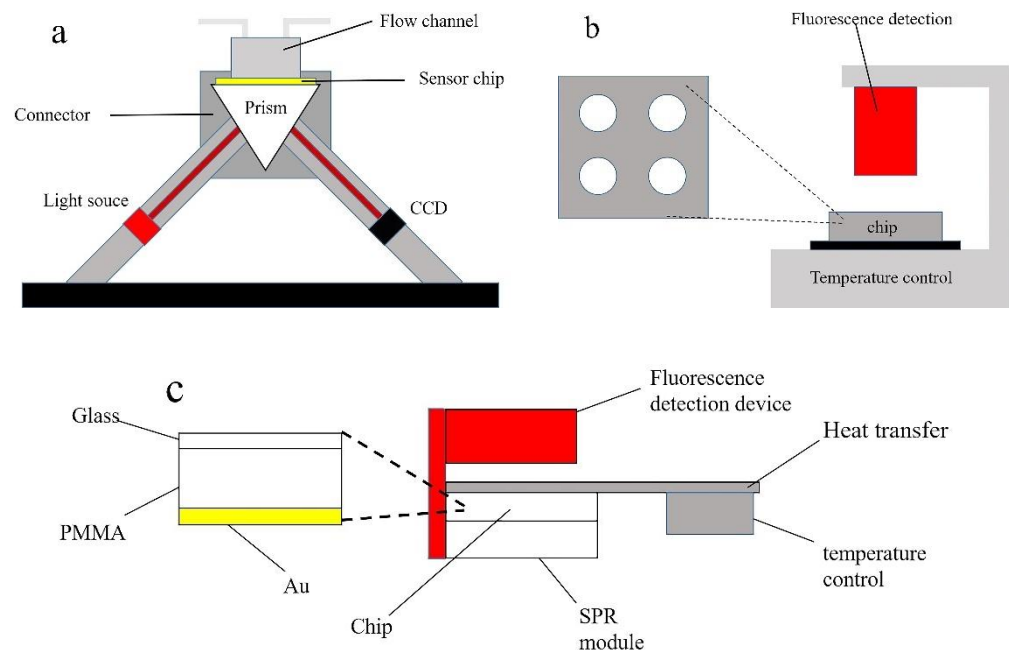 a
Flow channel
Sensor chip
Prism
Connector
Light souce
CCD
b
Fluorescence detection
chip
Temperature control
c
Glass
PMMA
Au
Fluorescence
detection device
Heat transfer
temperature
control
Chip
SPR
module